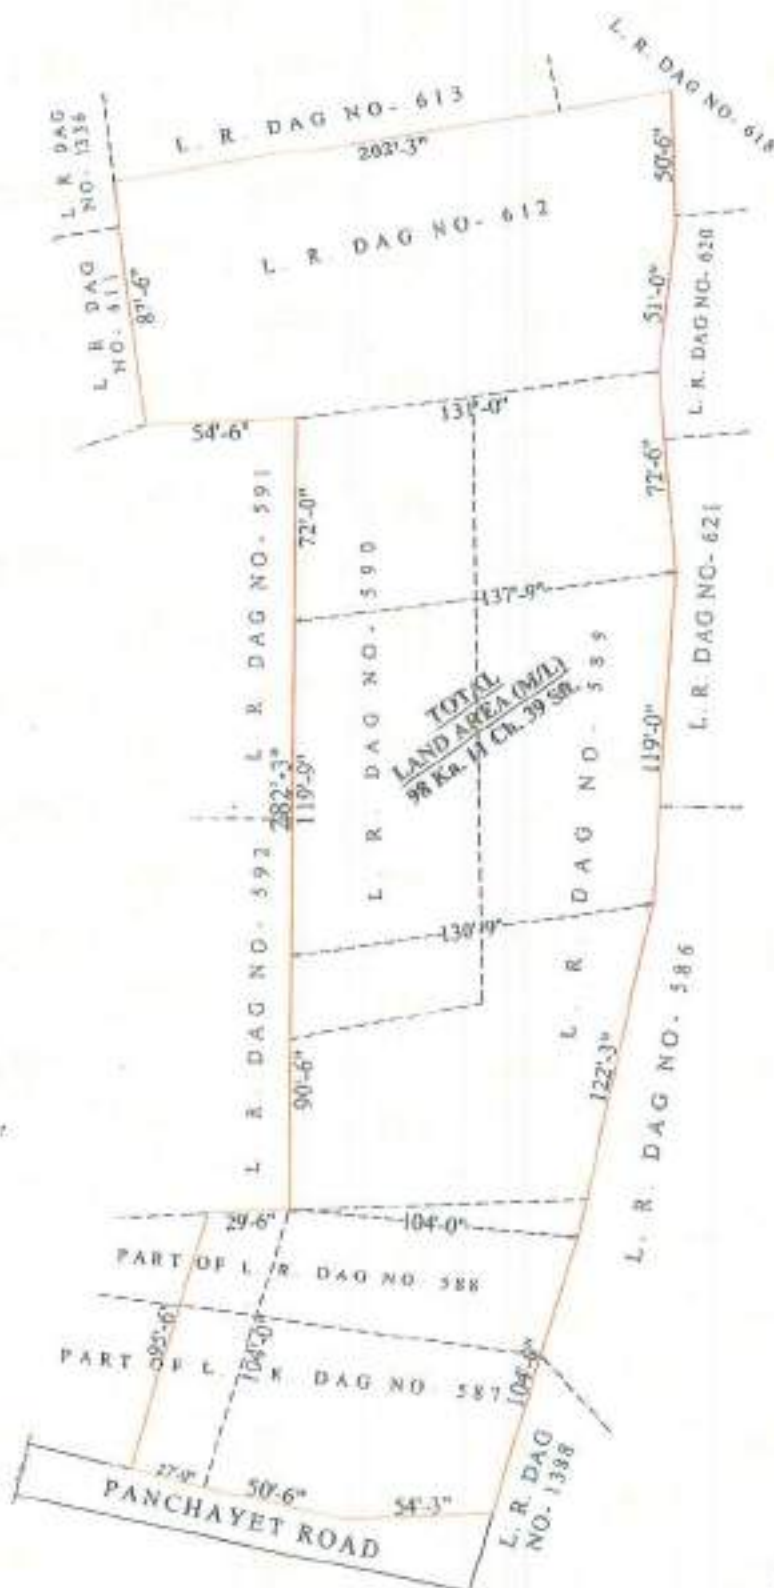 L. R. DAG NO- 618
L. R. DAG NO- 613
L. R DAG
NO- 1336
202'-3"
50'-6"
L. R. DAG NO- 612
L. R. DAG NO- 620
L R DAG
NO- 611
87'-6"
51'-0"
54'-6"
131'-0"
72'-6"
L R DAG NO- 591
72'-0"
L. R. DAG NO- 590
137'-9"
L. R. DAG NO- 621
TOTAL
LAND AREA (M/L)
98 Ka. 11 Ch. 39 Sft.
L. R. DAG NO- 589
119'-0"
282'-3"
119'-9"
L R DAG NO- 592
130'-9"
L. R. DAG NO- 586
122'-3"
90'-6"
29'-6"
104'-0"
PART OF L. R. DAG NO. 588
104'-0"
PART OF L. R. DAG NO. 587
L. R. DAG
NO- 1388
27'-9"
50'-6"
54'-3"
PANCHAYET ROAD